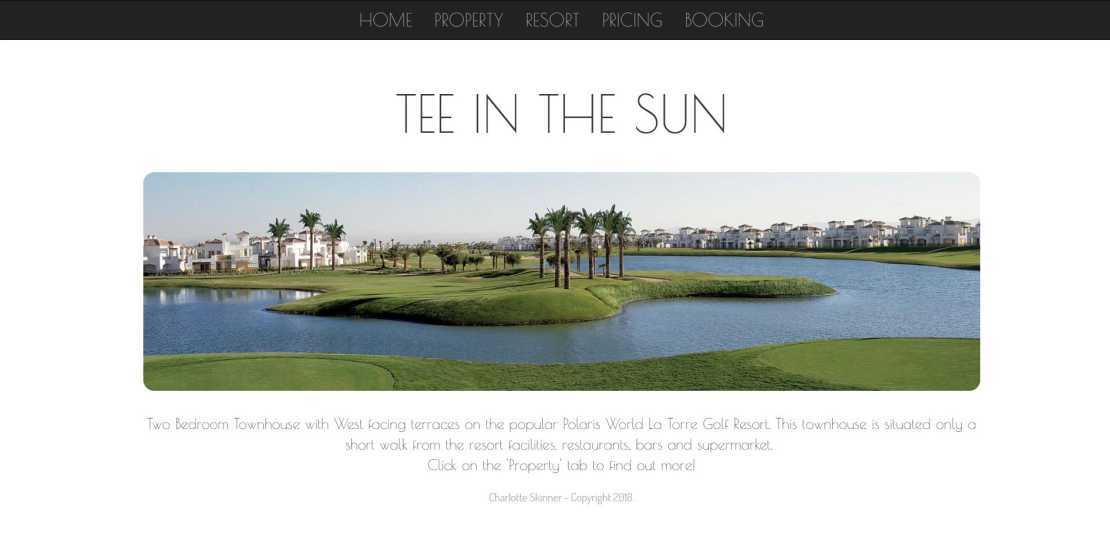 HOME PROPERTY RESORT PRICING BOOKING
TEE IN THE SUN
Two Bedroom Townhouse with West facing terraces on the popular Polaris World La Torre Golf Resort. This townhouse is situated only a
short walk from the resort facilities, restaurants, bars and supermarket.
Click on the 'Property' tab to find out more!
Charlotte Skinner - Copyright 2018.